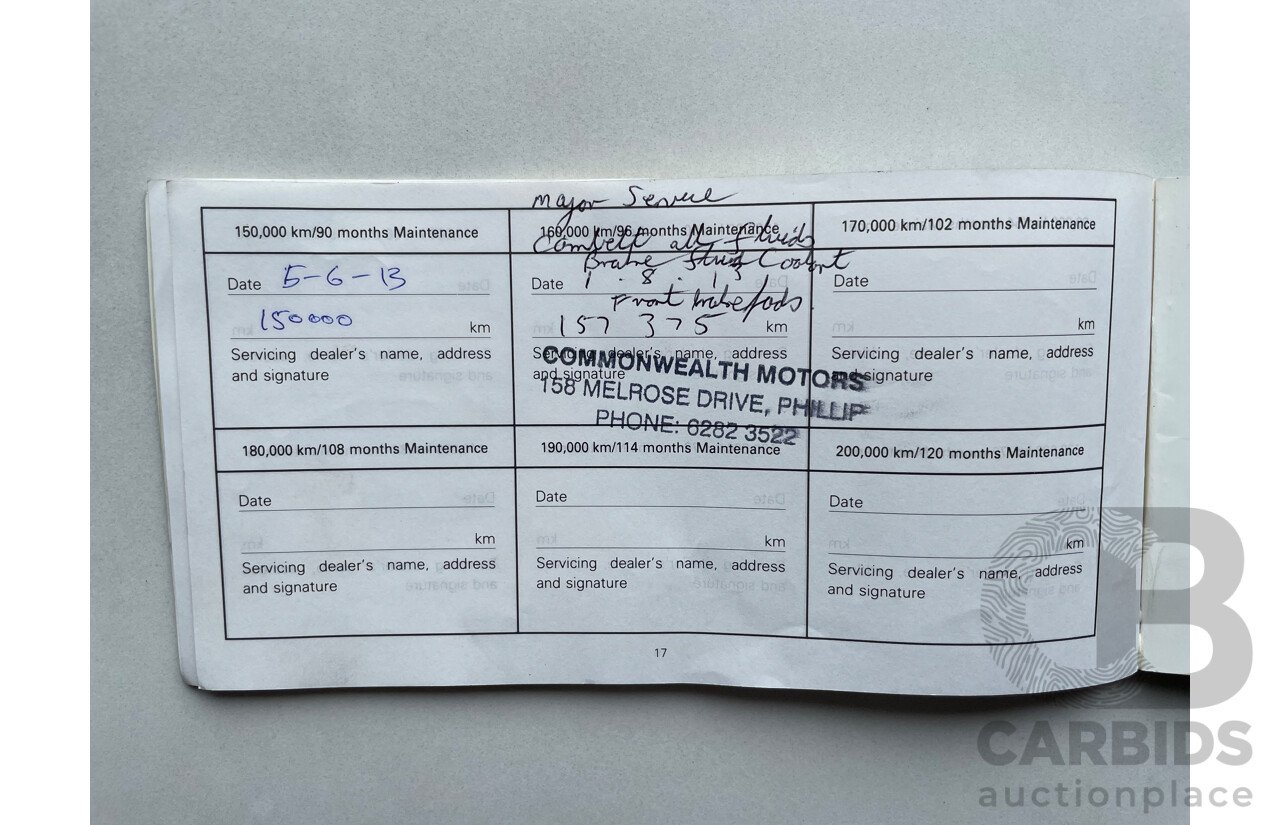 major Service
150,000 km/90 months Maintenance
160,000 km/96 months Maintenance
170,000 km/102 months Maintenance
Cambelt all fluids
Brake fluid Coolant
Date 5-6-13
Date 1 . 8 . 13
Date
Front brake pads
150000 km
157 375 km
km
Servicing dealer's name, address
and signature
Servicing dealer's name, address
and signature
Servicing dealer's name, address
and signature
COMMONWEALTH MOTORS
158 MELROSE DRIVE, PHILLIP
PHONE: 6282 3522
180,000 km/108 months Maintenance
190,000 km/114 months Maintenance
200,000 km/120 months Maintenance
Date
Date
Date
km
km
km
Servicing dealer's name, address
and signature
Servicing dealer's name, address
and signature
Servicing dealer's name, address
and signature
17
CB
CARBIDS
auctionplace